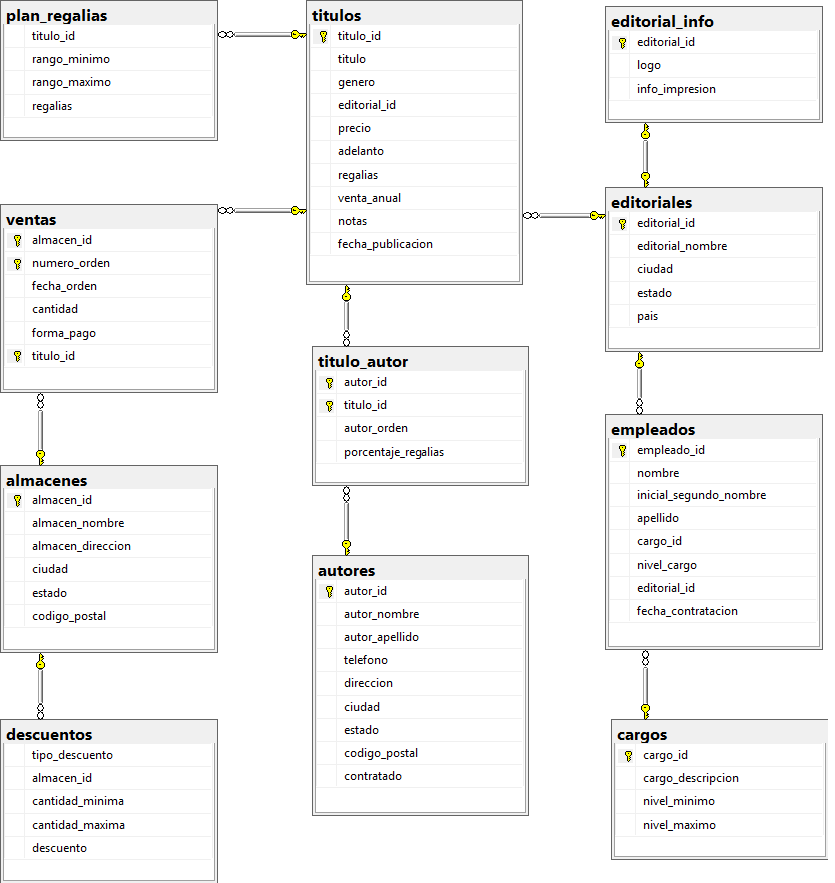 plan_regalias
titulo_id
rango_minimo
rango_maximo
regalias
titulos
titulo_id
titulo
genero
editorial_id
precio
adelanto
regalias
venta_anual
notas
fecha_publicacion
editorial_info
editorial_id
logo
info_impresion
ventas
almacen_id
numero_orden
fecha_orden
cantidad
forma_pago
titulo_id
editoriales
editorial_id
editorial_nombre
ciudad
estado
pais
titulo_autor
autor_id
titulo_id
autor_orden
porcentaje_regalias
empleados
empleado_id
nombre
inicial_segundo_nombre
apellido
cargo_id
nivel_cargo
editorial_id
fecha_contratacion
almacenes
almacen_id
almacen_nombre
almacen_direccion
ciudad
estado
codigo_postal
autores
autor_id
autor_nombre
autor_apellido
telefono
direccion
ciudad
estado
codigo_postal
contratado
descuentos
tipo_descuento
almacen_id
cantidad_minima
cantidad_maxima
descuento
cargos
cargo_id
cargo_descripcion
nivel_minimo
nivel_maximo